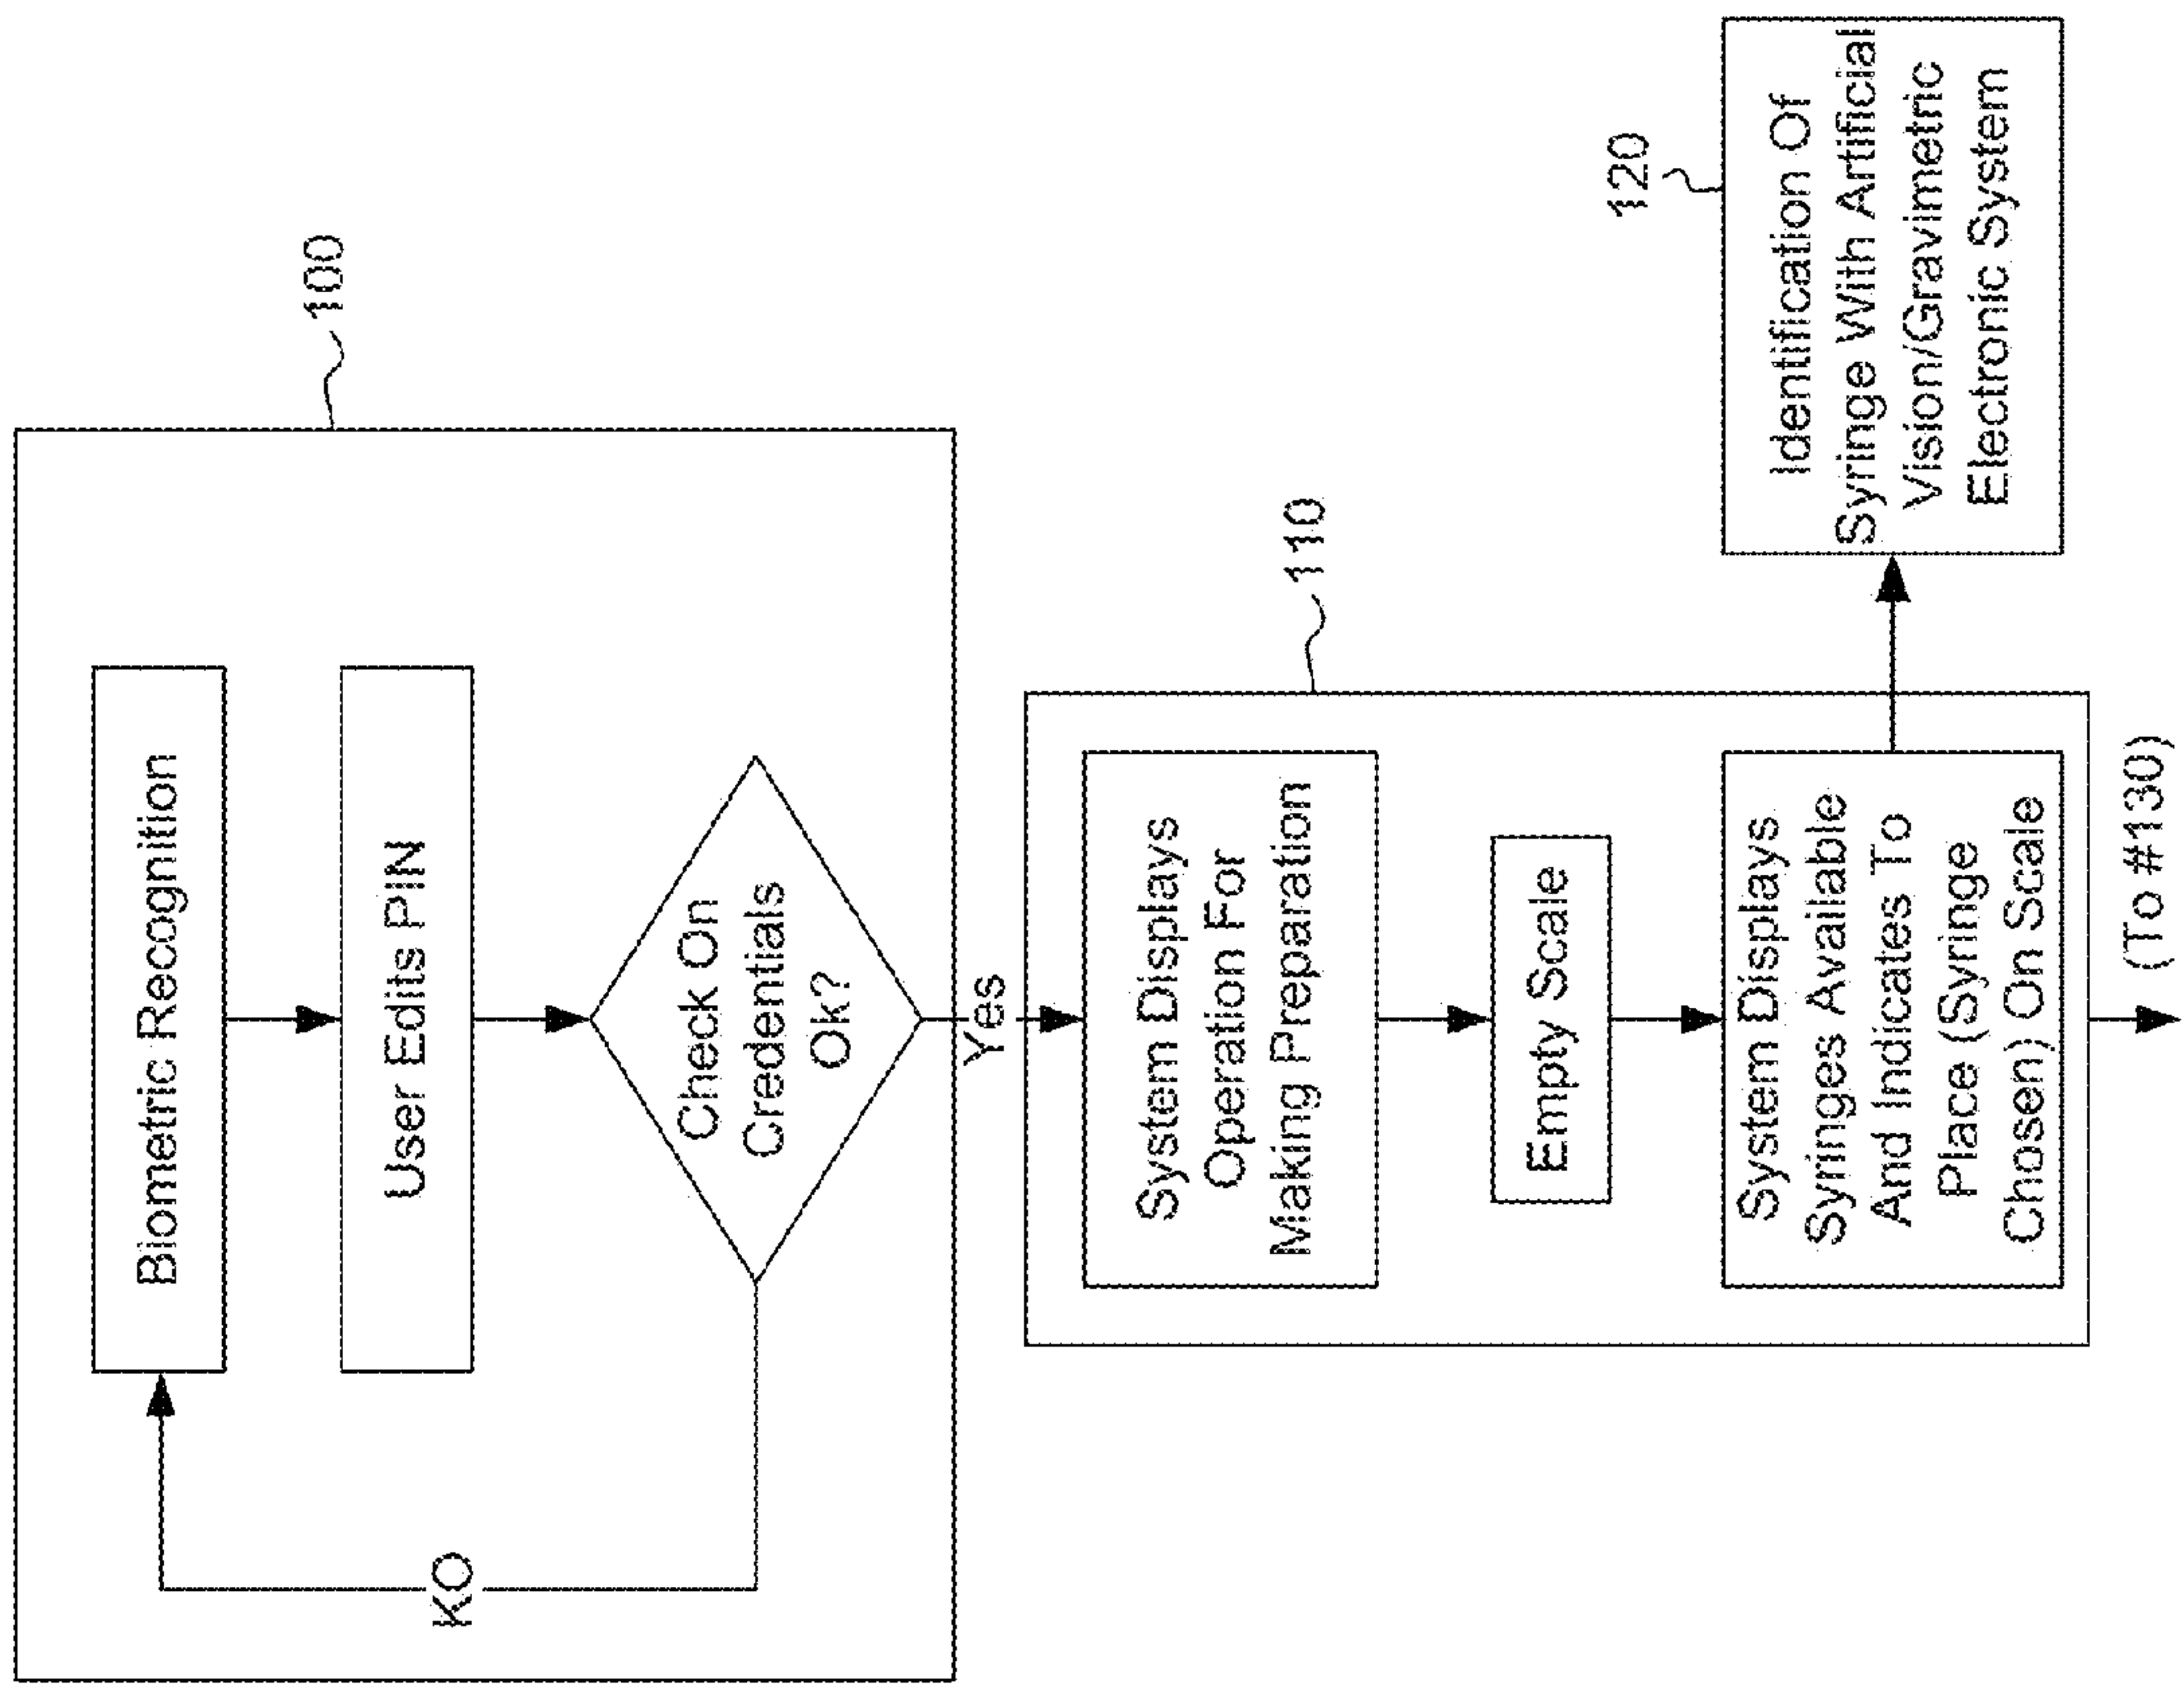 100
Biometric Recognition
User Edits PIN
KO
Check On
Credentials
Ok?
Yes
110
System Displays
Operation For
Making Preparation
Empty Scale
120
System Displays
Syringes Available
And Indicates To
Place (Syringe
Chosen) On Scale
Identification Of
Syringe With Artificial
Vision/Gravimetric
Electronic System
(To #130)